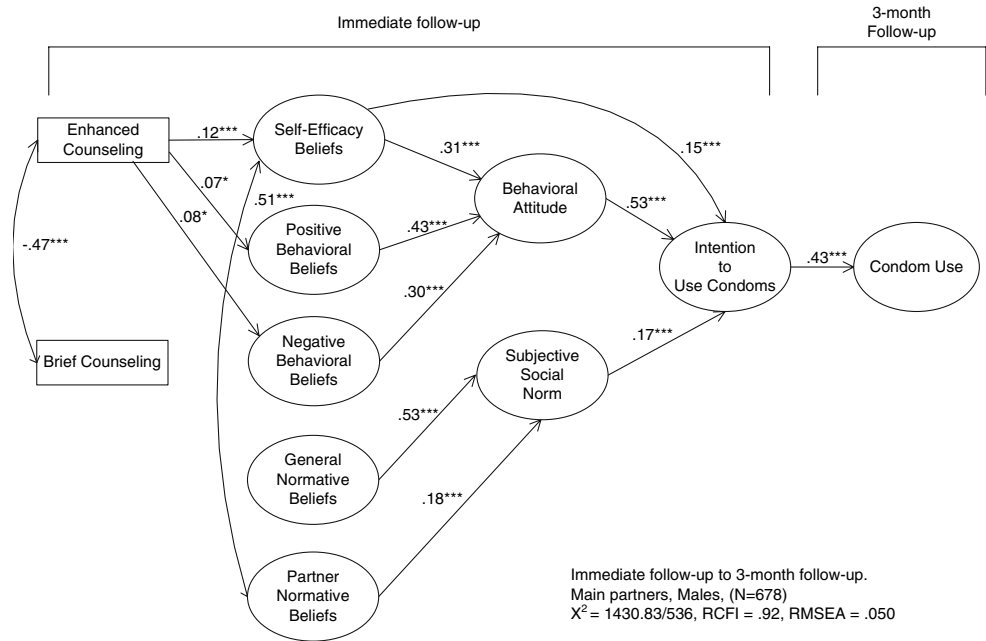 Immediate follow-up
3-month
Follow-up
Enhanced
Counseling
.12***
Self-Efficacy
Beliefs
.31***
.15***
.07*
.51***
.08*
Positive
Behavioral
Beliefs
.43***
Behavioral
Attitude
.53***
-.47***
Intention
to
Use Condoms
.43***
Condom Use
.30***
Brief Counseling
Negative
Behavioral
Beliefs
Subjective
Social
Norm
.17***
.53***
General
Normative
Beliefs
.18***
Partner
Normative
Beliefs
Immediate follow-up to 3-month follow-up.
Main partners, Males, (N=678)
X² = 1430.83/536, RCFI = .92, RMSEA = .050